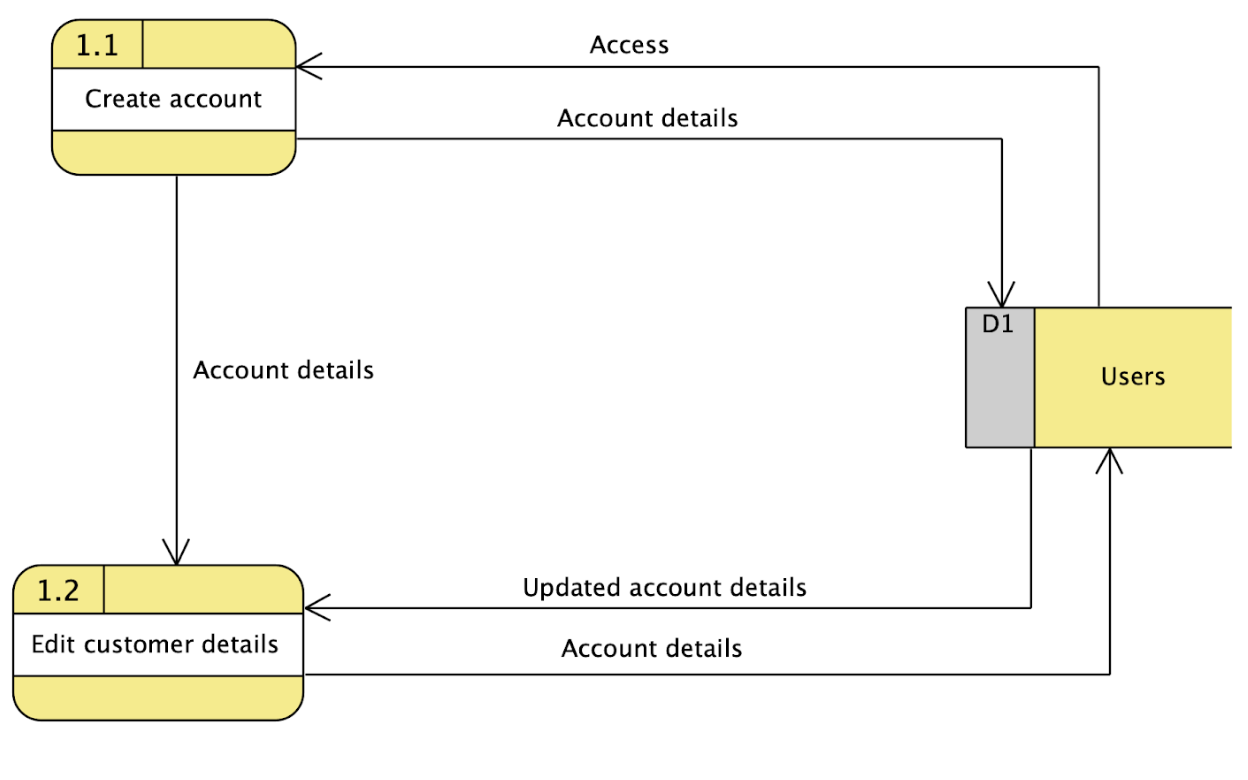 1.1
Access
Create account
Account details
D1
Account details
Users
1.2
Updated account details
Edit customer details
Account details